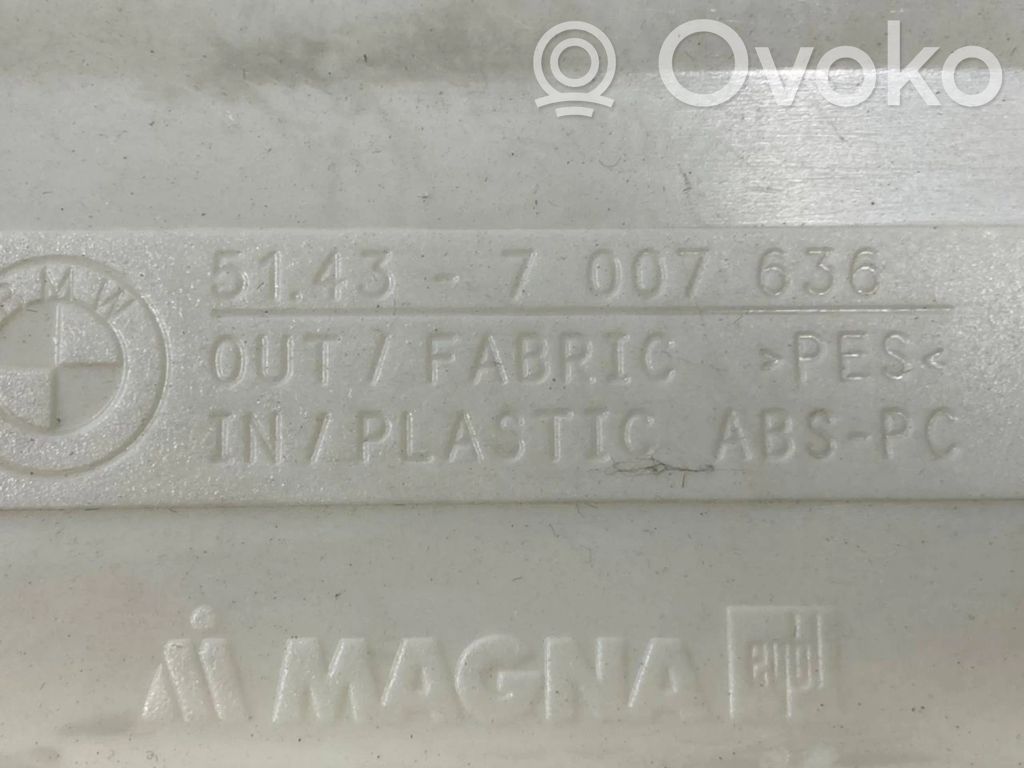 Ovoko
BMW
51.43 - 7 007 636
OUT / FABRIC >PES<
IN / PLASTIC ABS-PC
MAGNA